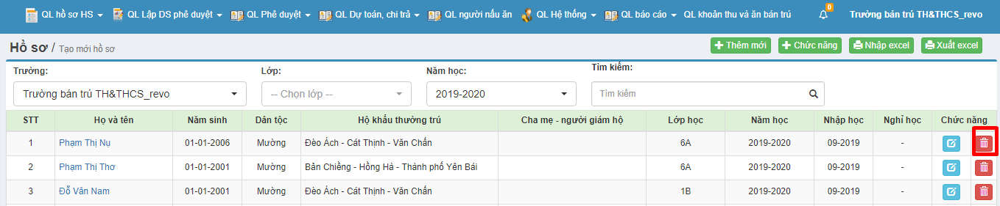 QL hồ sơ HS QL Lập DS phê duyệt QL Phê duyệt QL Dự toán, chi trả QL người nấu ăn QL Hệ thống QL báo cáo QL khoản thu và ăn bán trú 0 Trường bán trú TH&THCS_revo
Hồ sơ / Tạo mới hồ sơ Thêm mới Chức năng Nhập excel Xuất excel
Trường: Lớp: Năm học: Tìm kiếm:
Trường bán trú TH&THCS_revo -- Chọn lớp -- 2019-2020 Tìm kiếm
STT Họ và tên Năm sinh Dân tộc Hộ khẩu thường trú Cha mẹ - người giám hộ Lớp học Năm học Nhập học Nghỉ học Chức năng
1 Phạm Thị Nụ 01-01-2006 Mường Đèo Ách - Cát Thịnh - Văn Chấn 6A 2019-2020 09-2019 -
2 Phạm Thị Thơ 01-01-2001 Mường Bản Chiềng - Hồng Hà - Thành phố Yên Bái 6A 2019-2020 09-2019 -
3 Đỗ Văn Nam 01-01-2001 Mường Đèo Ách - Cát Thịnh - Văn Chấn 1B 2019-2020 09-2019 -